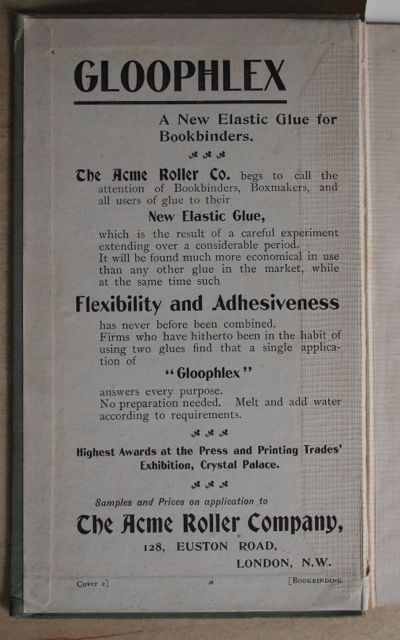 GLOOPHLEX
A New Elastic Glue for
Bookbinders.
The Acme Roller Co. begs to call the
attention of Bookbinders, Boxmakers, and
all users of glue to their
New Elastic Glue,
which is the result of a careful experiment
extending over a considerable period.
It will be found much more economical in use
than any other glue in the market, while
at the same time such
Flexibility and Adhesiveness
has never before been combined.
Firms who have hitherto been in the habit of
using two glues find that a single applica-
tion of
"Gloophlex"
answers every purpose.
No preparation needed. Melt and add water
according to requirements.
Highest Awards at the Press and Printing Trades'
Exhibition, Crystal Palace.
Samples and Prices on application to
The Acme Roller Company,
128, EUSTON ROAD,
LONDON, N.W.
Cover 2] [BOOKBINDING